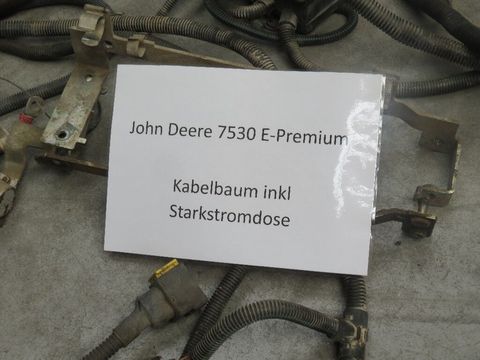 John Deere 7530 E-Premium
Kabelbaum inkl
Starkstromdose